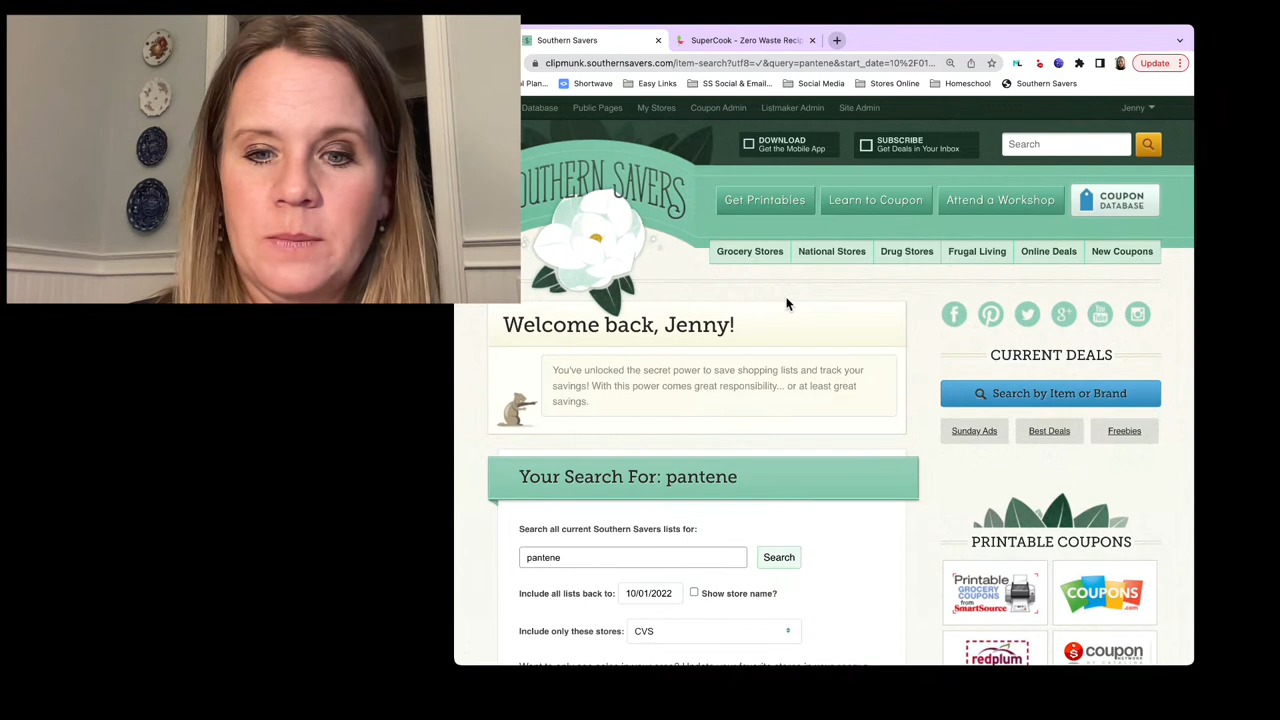 Southern Savers
SuperCook - Zero Waste Recip
clipmunk.southernsavers.com/item-search?utf8=✓&query=pantene&start_date=10%2F01...
Update
ol Plan...
Shortwave
Easy Links
SS Social & Email...
Social Media
Stores Online
Homeschool
Southern Savers
Database
Public Pages
My Stores
Coupon Admin
Listmaker Admin
Site Admin
Jenny
DOWNLOAD
Get the Mobile App
SUBSCRIBE
Get Deals in Your Inbox
Search
OUTHERN SAVERS
Get Printables
Learn to Coupon
Attend a Workshop
COUPON
DATABASE
Grocery Stores
National Stores
Drug Stores
Frugal Living
Online Deals
New Coupons
Welcome back, Jenny!
You've unlocked the secret power to save shopping lists and track your
savings! With this power comes great responsibility... or at least great
savings.
CURRENT DEALS
Search by Item or Brand
Sunday Ads
Best Deals
Freebies
Your Search For: pantene
Search all current Southern Savers lists for:
pantene
Search
Include all lists back to:
10/01/2022
Show store name?
Include only these stores:
CVS
PRINTABLE COUPONS
Printable
GROCERY COUPONS
from
SmartSource
COUPONS
.com
redplum
coupon
NETWORK